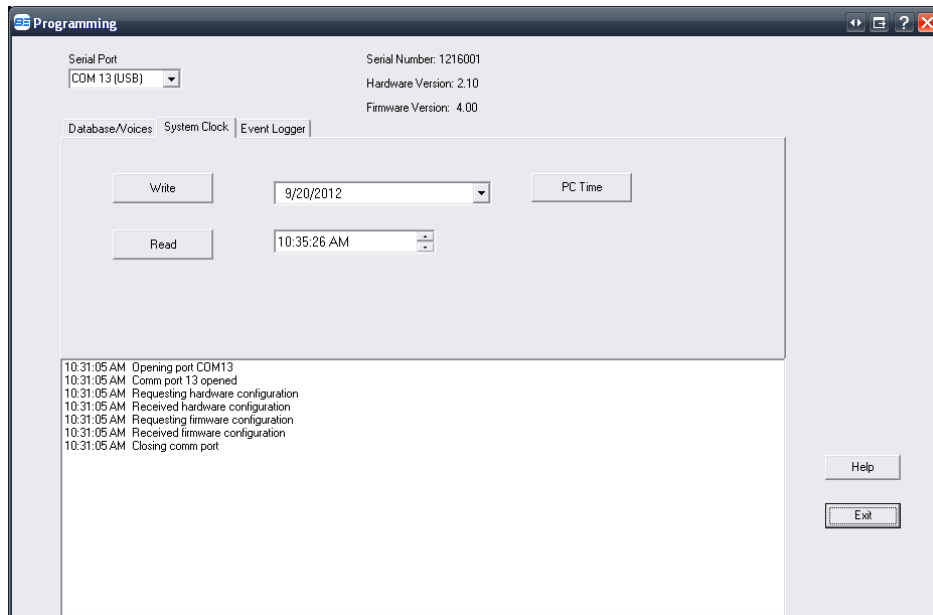 Programming
Serial Port
COM 13 (USB)
Serial Number: 1216001
Hardware Version: 2.10
Firmware Version: 4.00
Database/Voices System Clock Event Logger
Write 9/20/2012 PC Time
Read 10:35:26 AM
10:31:05 AM Opening port COM13
10:31:05 AM Comm port 13 opened
10:31:05 AM Requesting hardware configuration
10:31:05 AM Received hardware configuration
10:31:05 AM Requesting firmware configuration
10:31:05 AM Received firmware configuration
10:31:05 AM Closing comm port
Help
Exit